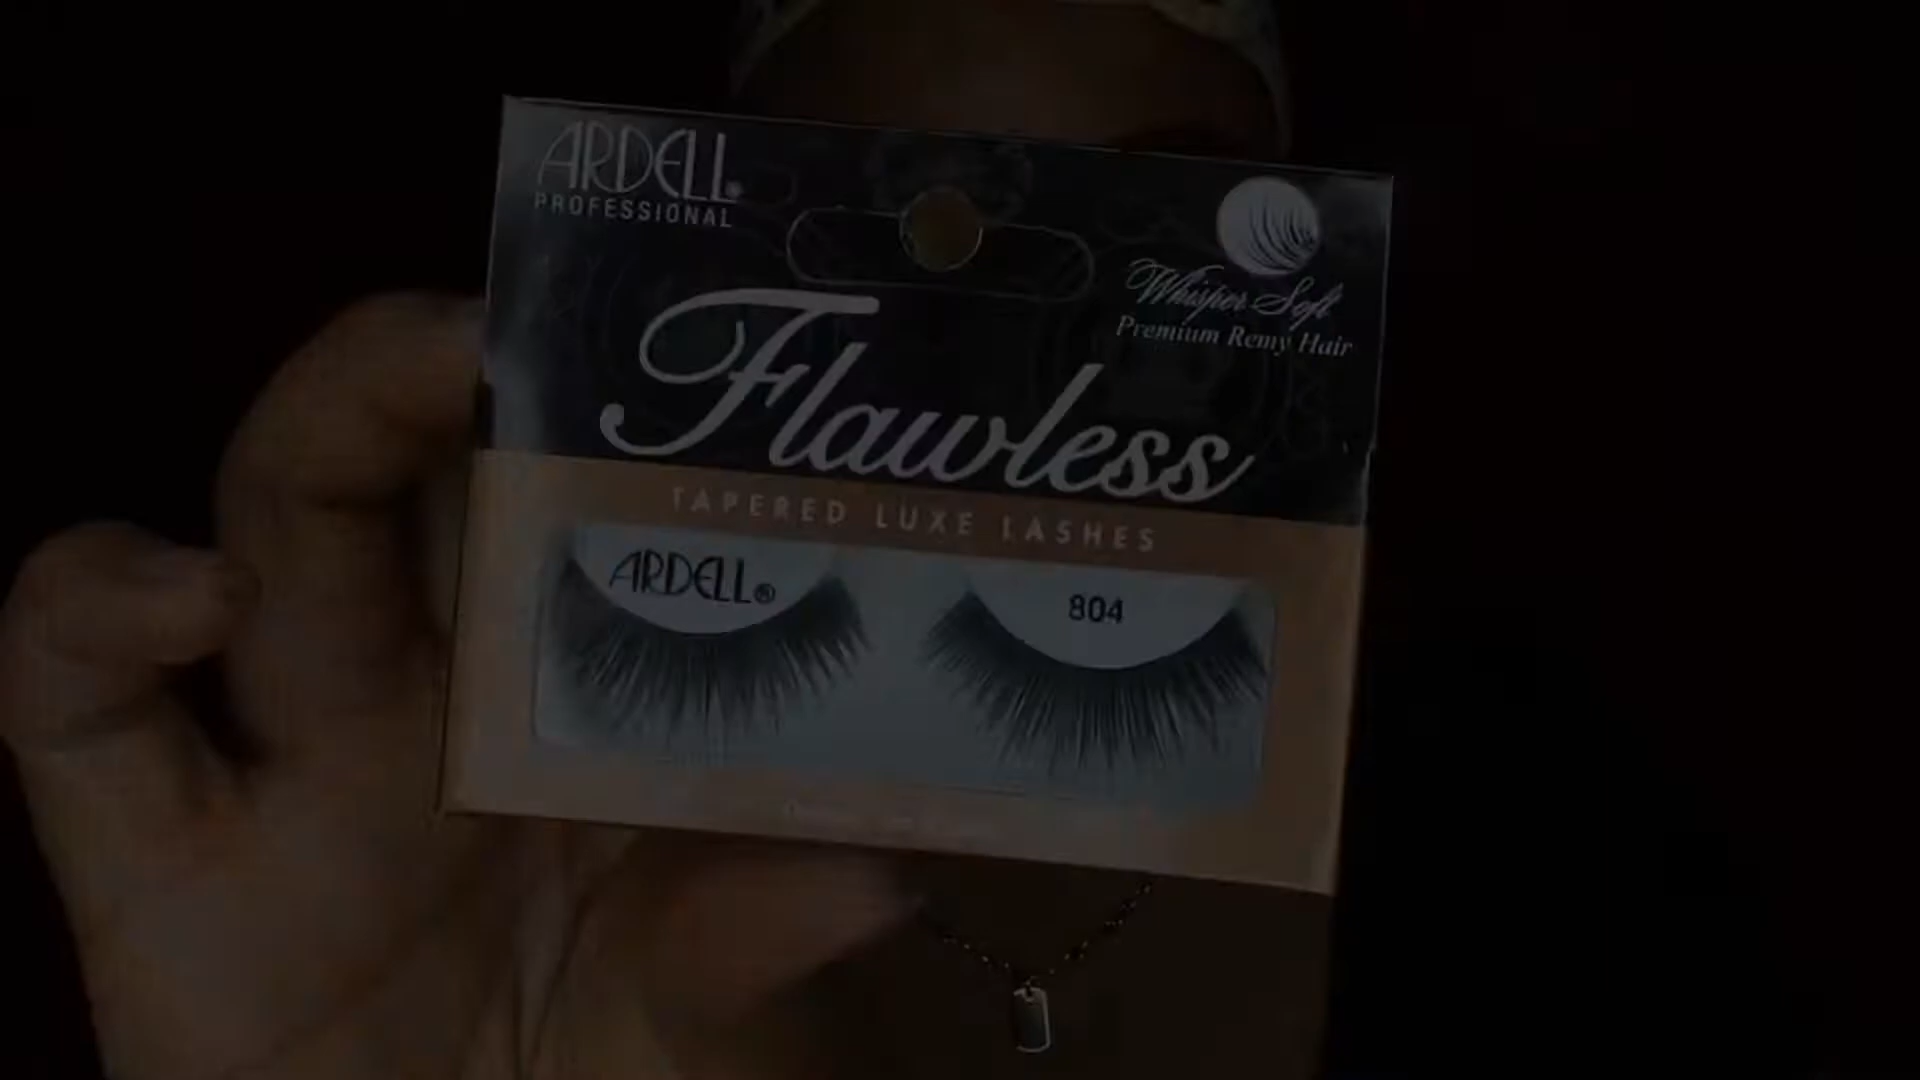 ARDELL®
PROFESSIONAL
Whisper Soft
Premium Remy Hair
Flawless
TAPERED LUXE LASHES
ARDELL®
804